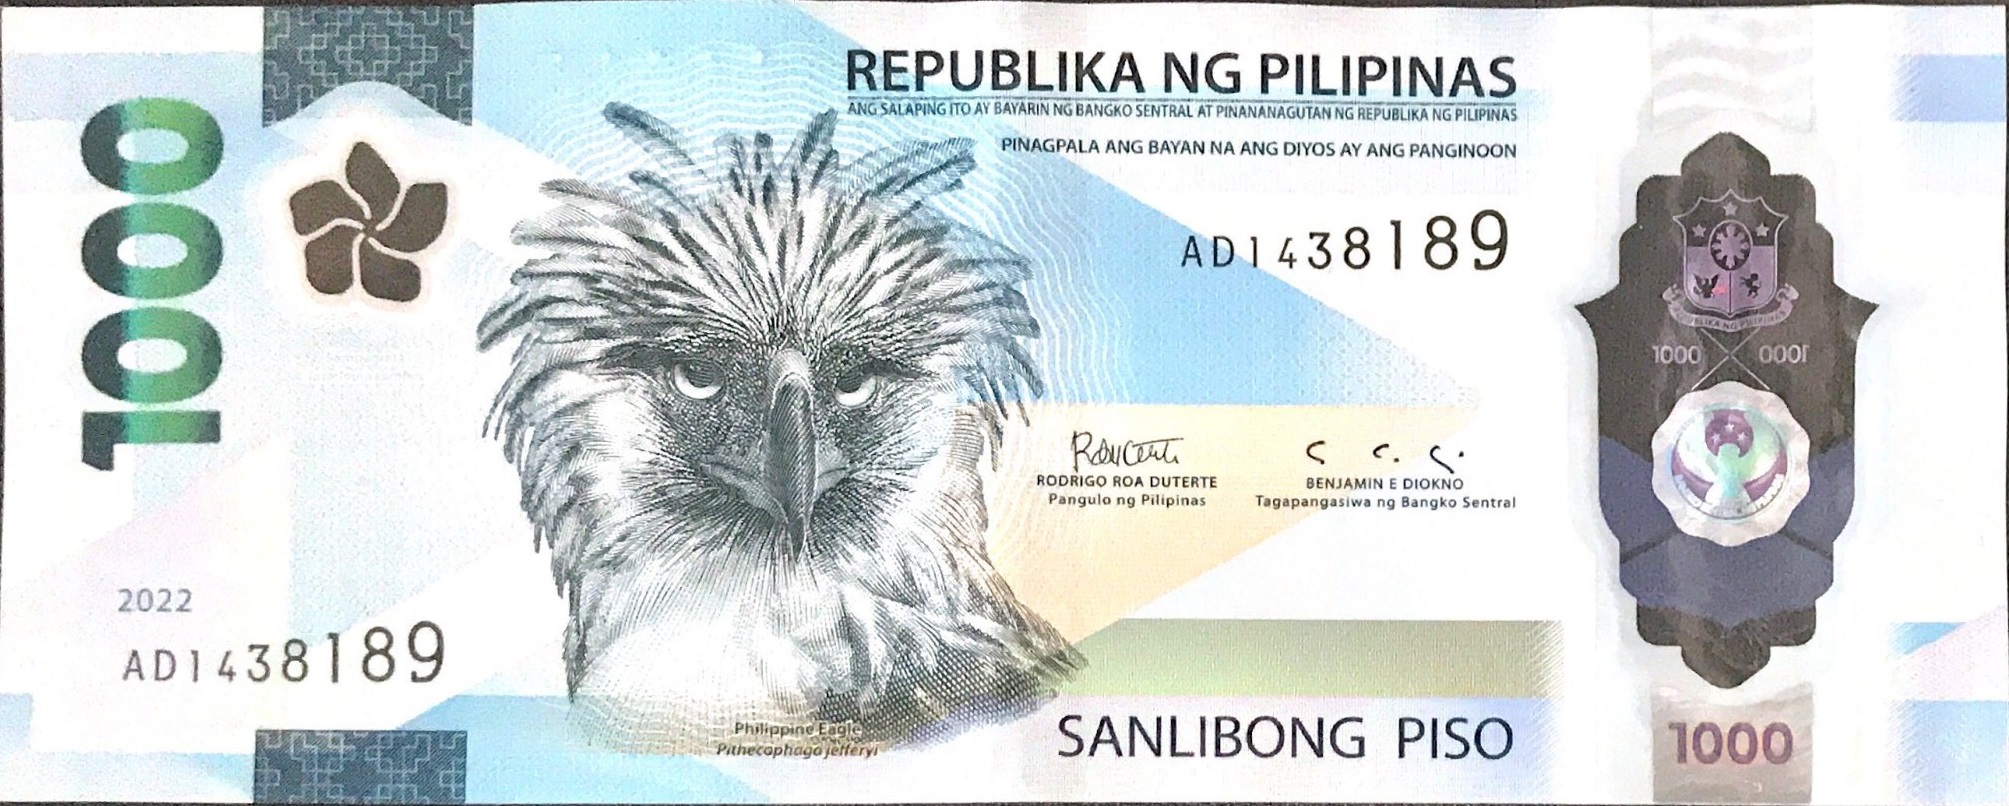 1000
REPUBLIKA NG PILIPINAS
ANG SALAPING ITO AY BAYARIN NG BANGKO SENTRAL AT PINANANAGUTAN NG REPUBLIKA NG PILIPINAS
PINAGPALA ANG BAYAN NA ANG DIYOS AY ANG PANGINOON
AD1438189
REPUBLIKA NG PILIPINAS
1000 1000
RODRIGO ROA DUTERTE
Pangulo ng Pilipinas
BENJAMIN E DIOKNO
Tagapangasiwa ng Bangko Sentral
2022
AD1438189
Philippine Eagle
Pithecophaga jefferyi
SANLIBONG PISO
1000